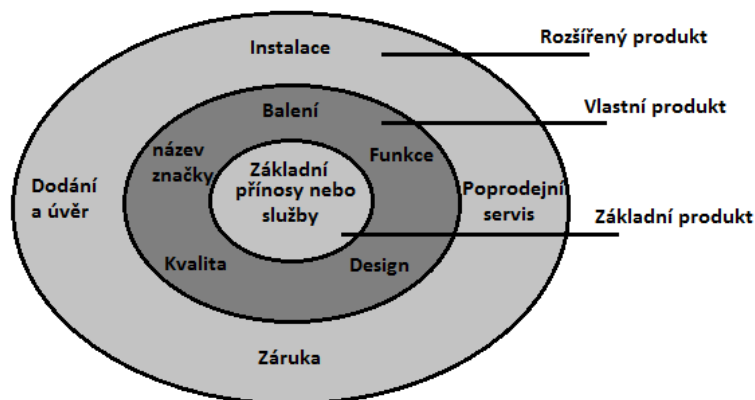 Instalace
Rozšířený produkt
Balení
Vlastní produkt
název
značky
Funkce
Základní
přínosy nebo
služby
Dodání
a úvěr
Poprodejní
servis
Základní produkt
Kvalita
Design
Záruka